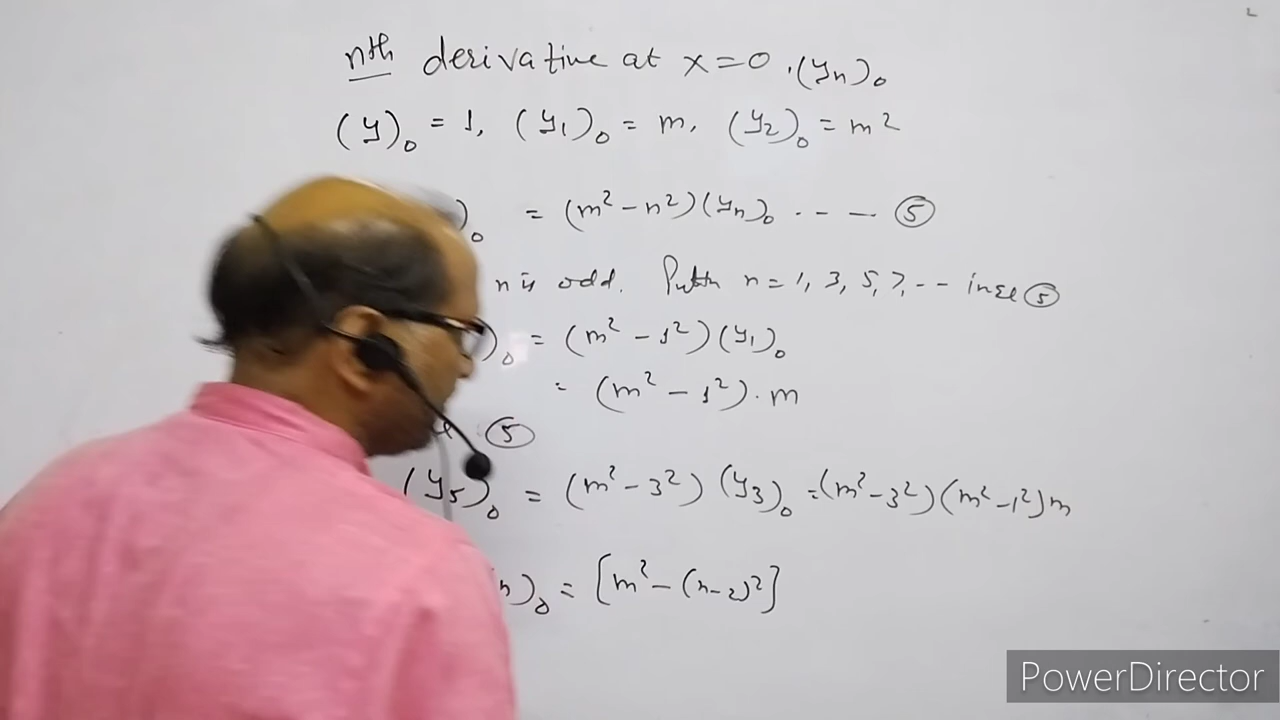 nth derivative at x=0. (yn)₀
(y)₀ = 1, (y₁)₀ = m, (y₂)₀ = m²
)₀ = (m² - n²)(yn)₀ - - - ⑤
n is odd. n = 1, 3, 5, 7, - - in ⑤
)₀ = (m² - 1²)(y₁)₀
= (m² - 1²). m
⑤
(y₅)₀ = (m² - 3²) (y₃)₀ = (m² - 3²)(m² - 1²)m
n)₀ = [m² - (n-2)²]
PowerDirector